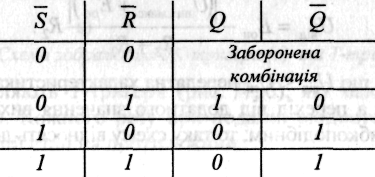 S̅ R̅ Q Q̅
0 0 Заборонена
комбінація
0 1 1 0
1 0 0 1
1 1 0 1